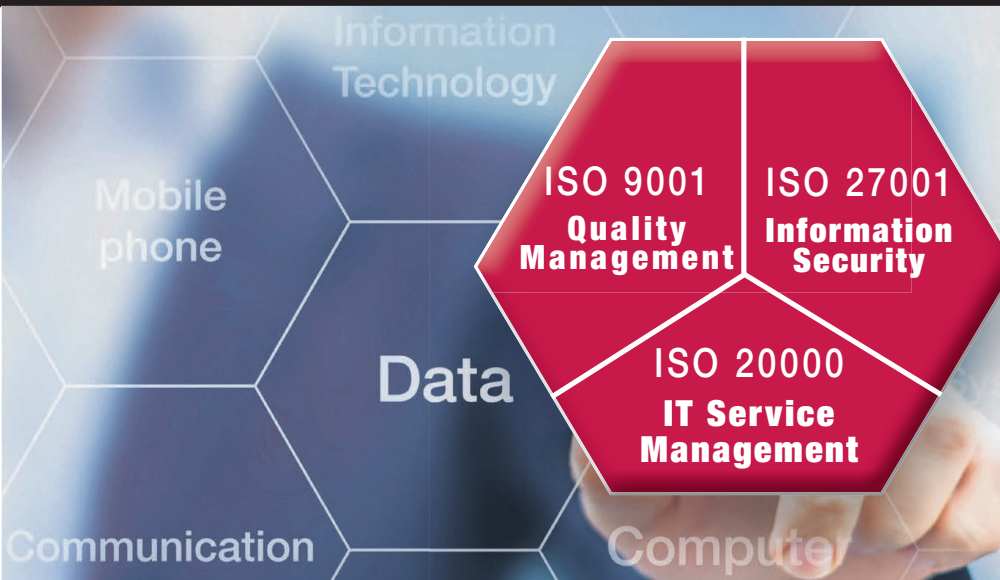 Information
Technology
Mobile
phone
ISO 9001
Quality
Management
ISO 27001
Information
Security
Data
ISO 20000
IT Service
Management
Communication
Computer